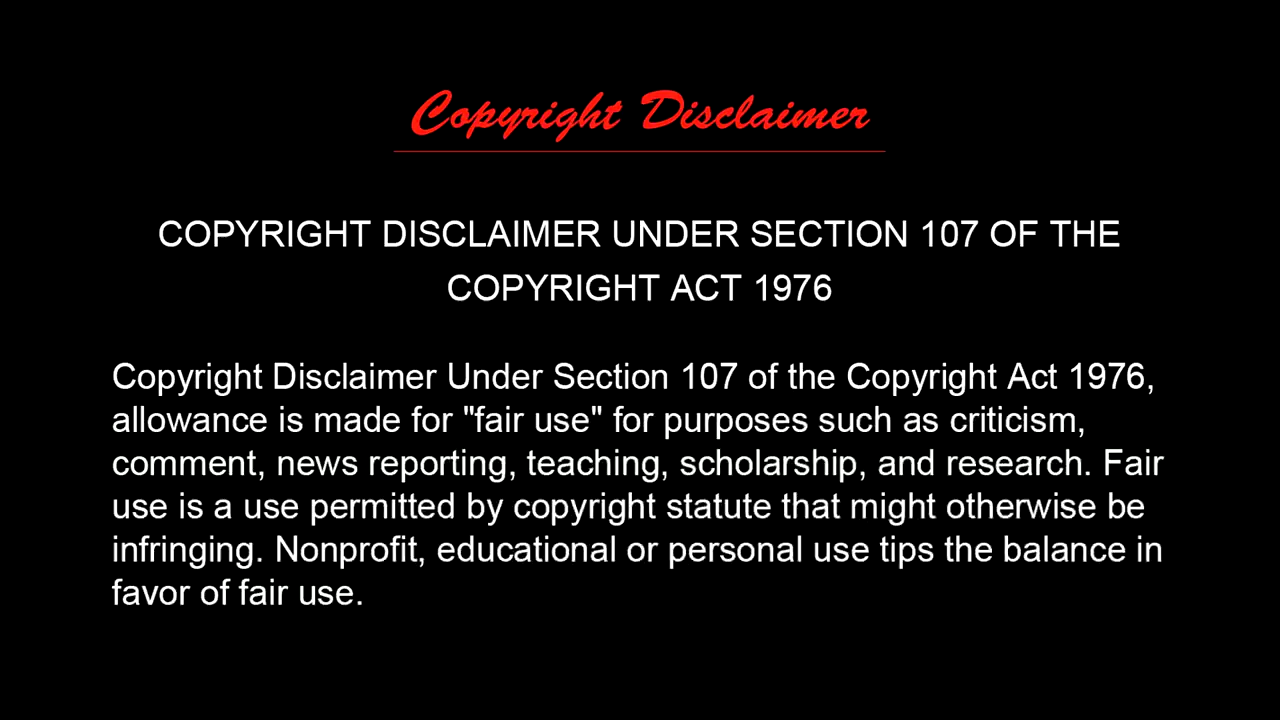 Copyright Disclaimer
COPYRIGHT DISCLAIMER UNDER SECTION 107 OF THE
COPYRIGHT ACT 1976
Copyright Disclaimer Under Section 107 of the Copyright Act 1976,
allowance is made for "fair use" for purposes such as criticism,
comment, news reporting, teaching, scholarship, and research. Fair
use is a use permitted by copyright statute that might otherwise be
infringing. Nonprofit, educational or personal use tips the balance in
favor of fair use.